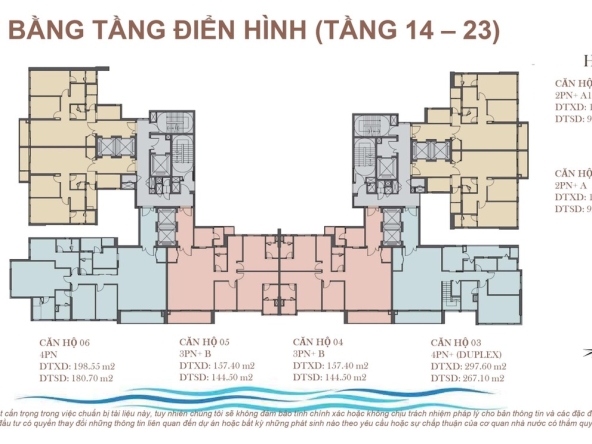 BẰNG TẦNG ĐIỂN HÌNH (TẦNG 14 – 23)
H
CĂN HỘ
2PN+ A1
DTXD: 1
DTSD: 9
CĂN HỘ
2PN+ A
DTXD: 1
DTSD: 9
CĂN HỘ 06
4PN
DTXD: 198.55 m2
DTSD: 180.70 m2
CĂN HỘ 05
3PN+ B
DTXD: 157.40 m2
DTSD: 144.50 m2
CĂN HỘ 04
3PN+ B
DTXD: 157.40 m2
DTSD: 144.50 m2
CĂN HỘ 03
4PN+ (DUPLEX)
DTXD: 297.60 m2
DTSD: 267.10 m2
t cẩn trọng trong việc chuẩn bị tài liệu này, tuy nhiên chúng tôi sẽ không đảm bảo tính chính xác hoặc không chịu trách nhiệm pháp lý cho bản thông tin và các đặc đ
đầu tư có quyền thay đổi những thông tin liên quan đến dự án hoặc bất kỳ những phát sinh nào theo yêu cầu hoặc sự chấp thuận của cơ quan nhà nước có thẩm quy